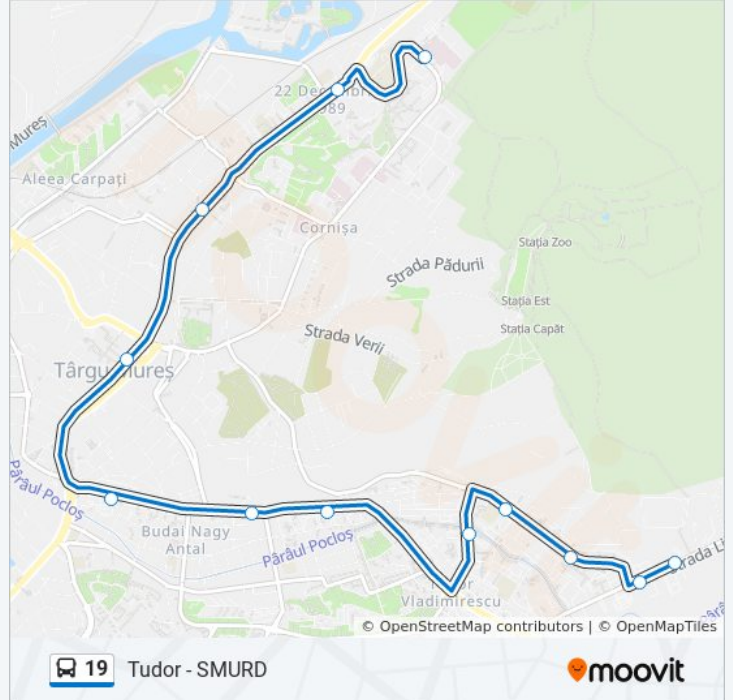 22 Decembrie
1989
Mureș
Aleea Carpați
Cornișa
Stația Zoo
Strada Pădurii
Stația Est
Stația Capăt
Strada Verii
Târgu Mureș
Pârâul Pocloș
Budai Nagy
Antal
Pârâul Pocloș
Strada Li
Tudor
Vladimirescu
© OpenStreetMap contributors | © OpenMapTiles
19 Tudor - SMURD
moovit